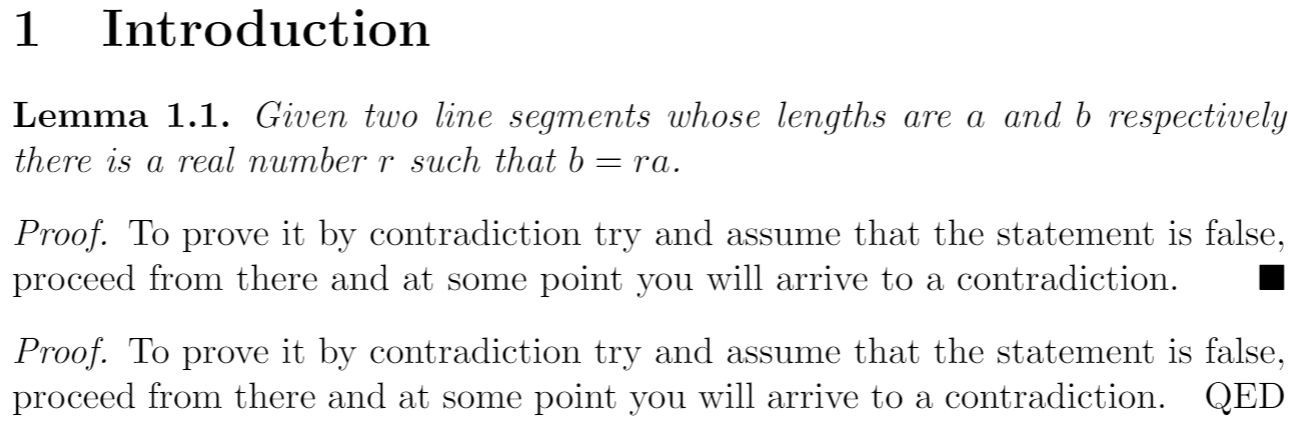 1 Introduction
Lemma 1.1. Given two line segments whose lengths are a and b respectively
there is a real number r such that b = ra.
Proof. To prove it by contradiction try and assume that the statement is false,
proceed from there and at some point you will arrive to a contradiction. ■
Proof. To prove it by contradiction try and assume that the statement is false,
proceed from there and at some point you will arrive to a contradiction. QED